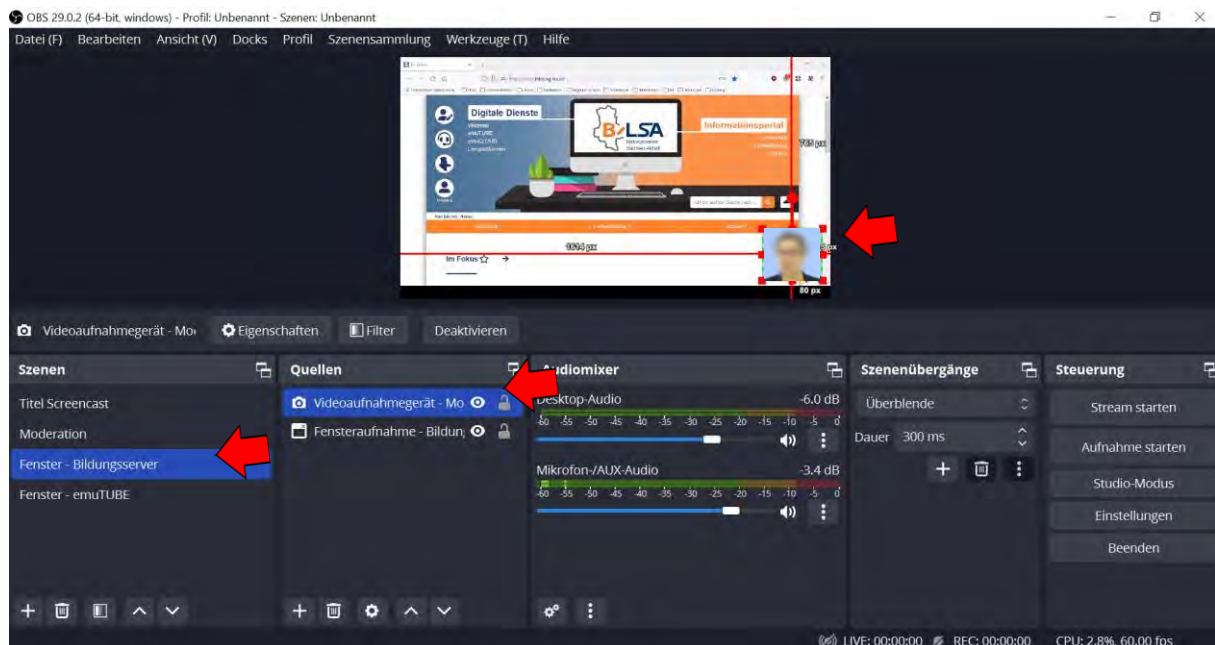 OBS 29.0.2 (64-bit, windows) - Profil: Unbenannt - Szenen: Unbenannt
Datei (F) Bearbeiten Ansicht (V) Docks Profil Szenensammlung Werkzeuge (T) Hilfe
Digitale Dienste
emuTUBE
B LSA
Informationsportal
Im Fokus
80 px
Videoaufnahmegerät - Mo
Eigenschaften
Filter
Deaktivieren
Szenen
Titel Screencast
Moderation
Fenster - Bildungsserver
Fenster - emuTUBE
Quellen
Videoaufnahmegerät - Mo
Fensteraufnahme - Bildun
Audiomixer
Desktop-Audio -6.0 dB
-60 -55 -50 -45 -40 -35 -30 -25 -20 -15 -10 -5 0
Mikrofon-/AUX-Audio -3.4 dB
-60 -55 -50 -45 -40 -35 -30 -25 -20 -15 -10 -5 0
Szenenübergänge
Überblende
Dauer 300 ms
Steuerung
Stream starten
Aufnahme starten
Studio-Modus
Einstellungen
Beenden
LIVE: 00:00:00 REC: 00:00:00 CPU: 2.8%, 60.00 fps